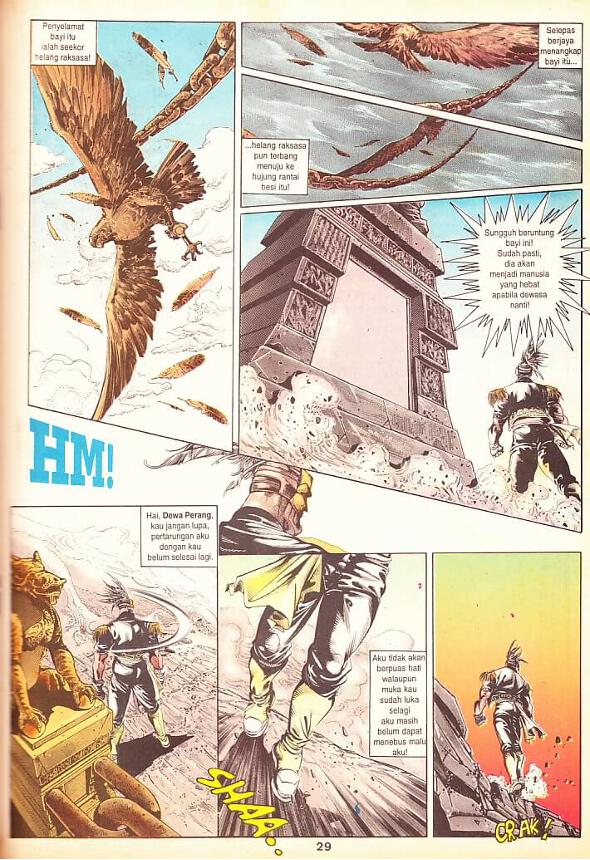 Penyelamat
bayi itu
ialah seekor
helang raksasa!
Selepas
berjaya
menangkap
bayi itu...
...helang raksasa
pun terbang
menuju ke
hujung rantai
besi itu!
Sungguh beruntung
bayi ini!
Sudah pasti,
dia akan
menjadi manusia
yang hebat
apabila dewasa
nanti!
HM!
Hai, Dewa Perang,
kau jangan lupa,
pertarungan aku
dengan kau
belum selesai lagi.
Aku tidak akan
berpuas hati
walaupun
muka kau
sudah luka
selagi
aku masih
belum dapat
menebus malu
aku!
SHAA..
CRAK!
29